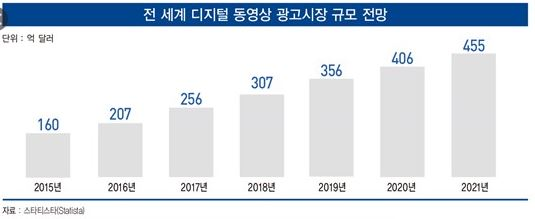 전 세계 디지털 동영상 광고시장 규모 전망
단위 : 억 달러
160 207 256 307 356 406 455
2015년 2016년 2017년 2018년 2019년 2020년 2021년
자료 : 스타티스타(Statista)